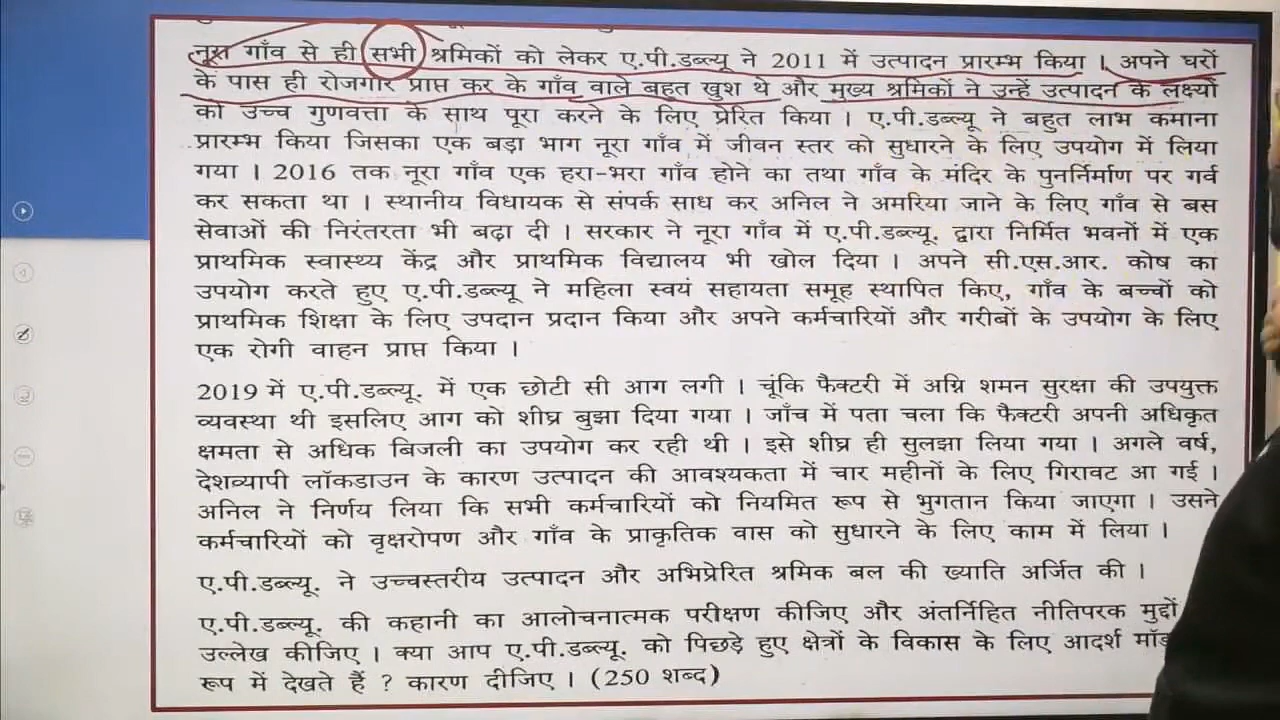 नूरा गाँव से ही सभी श्रमिकों को लेकर ए.पी.डब्ल्यू ने 2011 में उत्पादन प्रारम्भ किया । अपने घरों
के पास ही रोजगार प्राप्त कर के गाँव वाले बहुत खुश थे और मुख्य श्रमिकों ने उन्हें उत्पादन के लक्ष्यों
को उच्च गुणवत्ता के साथ पूरा करने के लिए प्रेरित किया । ए.पी.डब्ल्यू ने बहुत लाभ कमाना
प्रारम्भ किया जिसका एक बड़ा भाग नूरा गाँव में जीवन स्तर को सुधारने के लिए उपयोग में लिया
गया । 2016 तक नूरा गाँव एक हरा-भरा गाँव होने का तथा गाँव के मंदिर के पुनर्निर्माण पर गर्व
कर सकता था । स्थानीय विधायक से संपर्क साध कर अनिल ने अमरिया जाने के लिए गाँव से बस
सेवाओं की निरंतरता भी बढ़ा दी । सरकार ने नूरा गाँव में ए.पी.डब्ल्यू. द्वारा निर्मित भवनों में एक
प्राथमिक स्वास्थ्य केंद्र और प्राथमिक विद्यालय भी खोल दिया । अपने सी.एस.आर. कोष का
उपयोग करते हुए ए.पी.डब्ल्यू ने महिला स्वयं सहायता समूह स्थापित किए, गाँव के बच्चों को
प्राथमिक शिक्षा के लिए उपदान प्रदान किया और अपने कर्मचारियों और गरीबों के उपयोग के लिए
एक रोगी वाहन प्राप्त किया ।
2019 में ए.पी.डब्ल्यू. में एक छोटी सी आग लगी । चूंकि फैक्टरी में अग्नि शमन सुरक्षा की उपयुक्त
व्यवस्था थी इसलिए आग को शीघ्र बुझा दिया गया । जाँच में पता चला कि फैक्टरी अपनी अधिकृत
क्षमता से अधिक बिजली का उपयोग कर रही थी । इसे शीघ्र ही सुलझा लिया गया । अगले वर्ष,
देशव्यापी लॉकडाउन के कारण उत्पादन की आवश्यकता में चार महीनों के लिए गिरावट आ गई ।
अनिल ने निर्णय लिया कि सभी कर्मचारियों को नियमित रूप से भुगतान किया जाएगा । उसने
कर्मचारियों को वृक्षरोपण और गाँव के प्राकृतिक वास को सुधारने के लिए काम में लिया ।
ए.पी.डब्ल्यू. ने उच्चस्तरीय उत्पादन और अभिप्रेरित श्रमिक बल की ख्याति अर्जित की ।
ए.पी.डब्ल्यू. की कहानी का आलोचनात्मक परीक्षण कीजिए और अंतर्निहित नीतिपरक मुद्दों
उल्लेख कीजिए । क्या आप ए.पी.डब्ल्यू. को पिछड़े हुए क्षेत्रों के विकास के लिए आदर्श
रूप में देखते हैं ? कारण दीजिए । (250 शब्द)